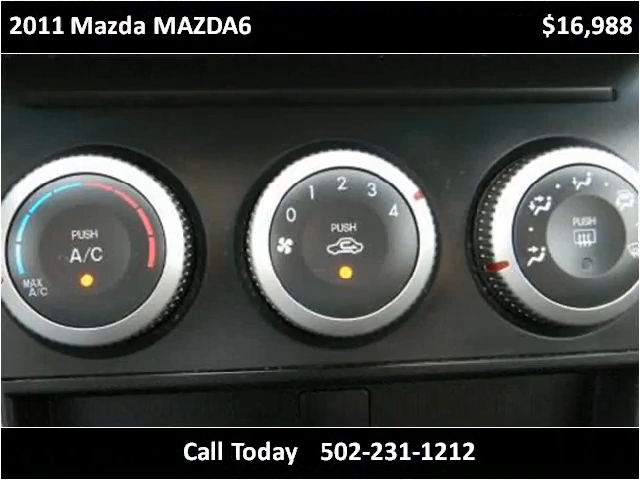 2011 Mazda MAZDA6 $16,988
PUSH
A/C
MAX
A/C
0 1 2 3 4
PUSH
PUSH
Call Today 502-231-1212